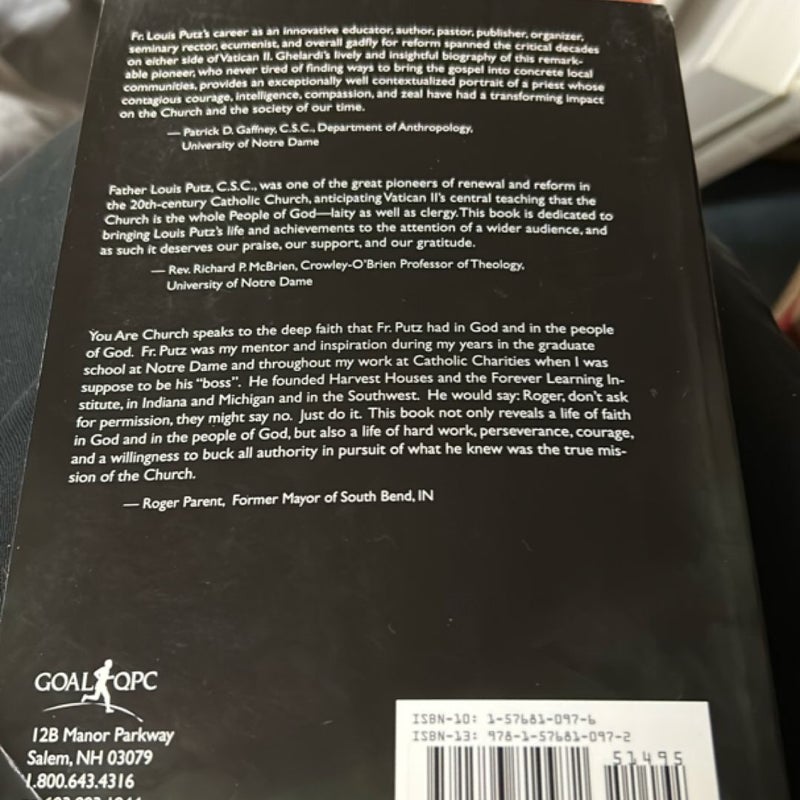 Fr. Louis Putz's career as an innovative educator, author, pastor, publisher, organizer,
seminary rector, ecumenist, and overall gadfly for reform spanned the critical decades
on either side of Vatican II. Ghelardi's lively and insightful biography of this remark-
able pioneer, who never tired of finding ways to bring the gospel into concrete local
communities, provides an exceptionally well contextualized portrait of a priest whose
contagious courage, intelligence, compassion, and zeal have had a transforming impact
on the Church and the society of our time.
— Patrick D. Gaffney, C.S.C., Department of Anthropology,
University of Notre Dame
Father Louis Putz, C.S.C., was one of the great pioneers of renewal and reform in
the 20th-century Catholic Church, anticipating Vatican II's central teaching that the
Church is the whole People of God—laity as well as clergy. This book is dedicated to
bringing Louis Putz's life and achievements to the attention of a wider audience, and
as such it deserves our praise, our support, and our gratitude.
— Rev. Richard P. McBrien, Crowley-O'Brien Professor of Theology,
University of Notre Dame
You Are Church speaks to the deep faith that Fr. Putz had in God and in the people
of God. Fr. Putz was my mentor and inspiration during my years in the graduate
school at Notre Dame and throughout my work at Catholic Charities when I was
suppose to be his "boss". He founded Harvest Houses and the Forever Learning In-
stitute, in Indiana and Michigan and in the Southwest. He would say: Roger, don't ask
for permission, they might say no. Just do it. This book not only reveals a life of faith
in God and in the people of God, but also a life of hard work, perseverance, courage,
and a willingness to buck all authority in pursuit of what he knew was the true mis-
sion of the Church.
— Roger Parent, Former Mayor of South Bend, IN
GOAL QPC
12B Manor Parkway
Salem, NH 03079
1.800.643.4316
ISBN-10: 1-57681-097-6
ISBN-13: 978-1-57681-097-2
51495